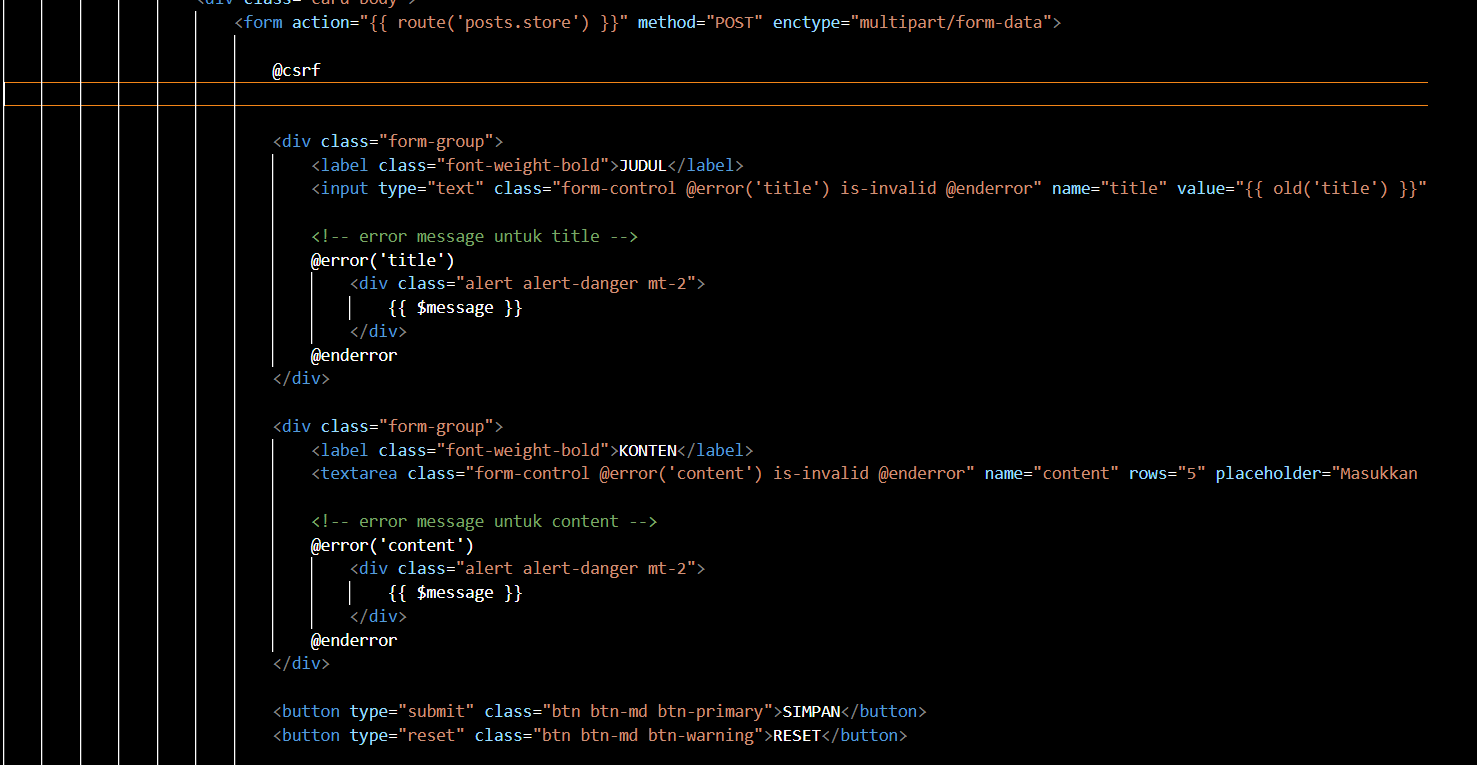 <div class="card-body">
<form action="{{ route('posts.store') }}" method="POST" enctype="multipart/form-data">
@csrf
<div class="form-group">
<label class="font-weight-bold">JUDUL</label>
<input type="text" class="form-control @error('title') is-invalid @enderror" name="title" value="{{ old('title') }}"
<!-- error message untuk title -->
@error('title')
<div class="alert alert-danger mt-2">
{{ $message }}
</div>
@enderror
</div>
<div class="form-group">
<label class="font-weight-bold">KONTEN</label>
<textarea class="form-control @error('content') is-invalid @enderror" name="content" rows="5" placeholder="Masukkan
<!-- error message untuk content -->
@error('content')
<div class="alert alert-danger mt-2">
{{ $message }}
</div>
@enderror
</div>
<button type="submit" class="btn btn-md btn-primary">SIMPAN</button>
<button type="reset" class="btn btn-md btn-warning">RESET</button>